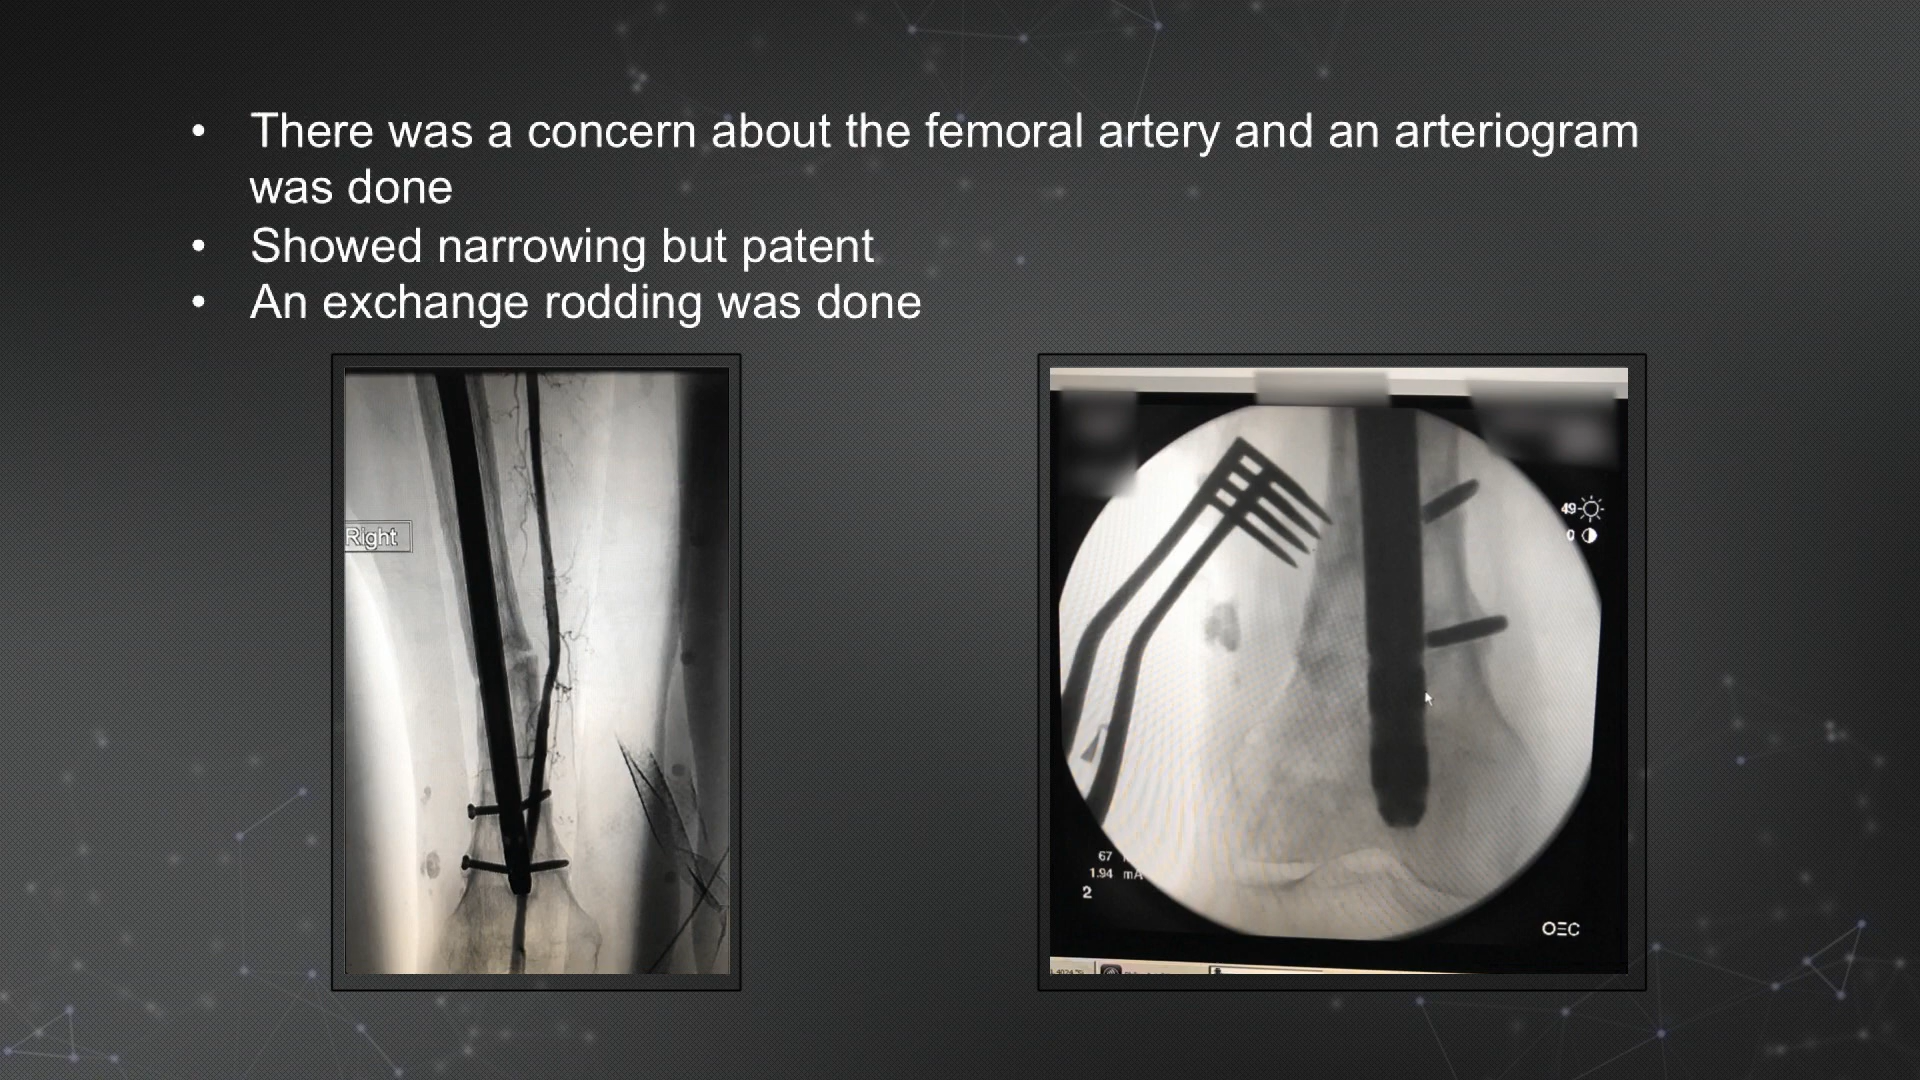 • There was a concern about the femoral artery and an arteriogram
was done
• Showed narrowing but patent
• An exchange rodding was done
Right
49
0
67
1.94 mA
2
OEC